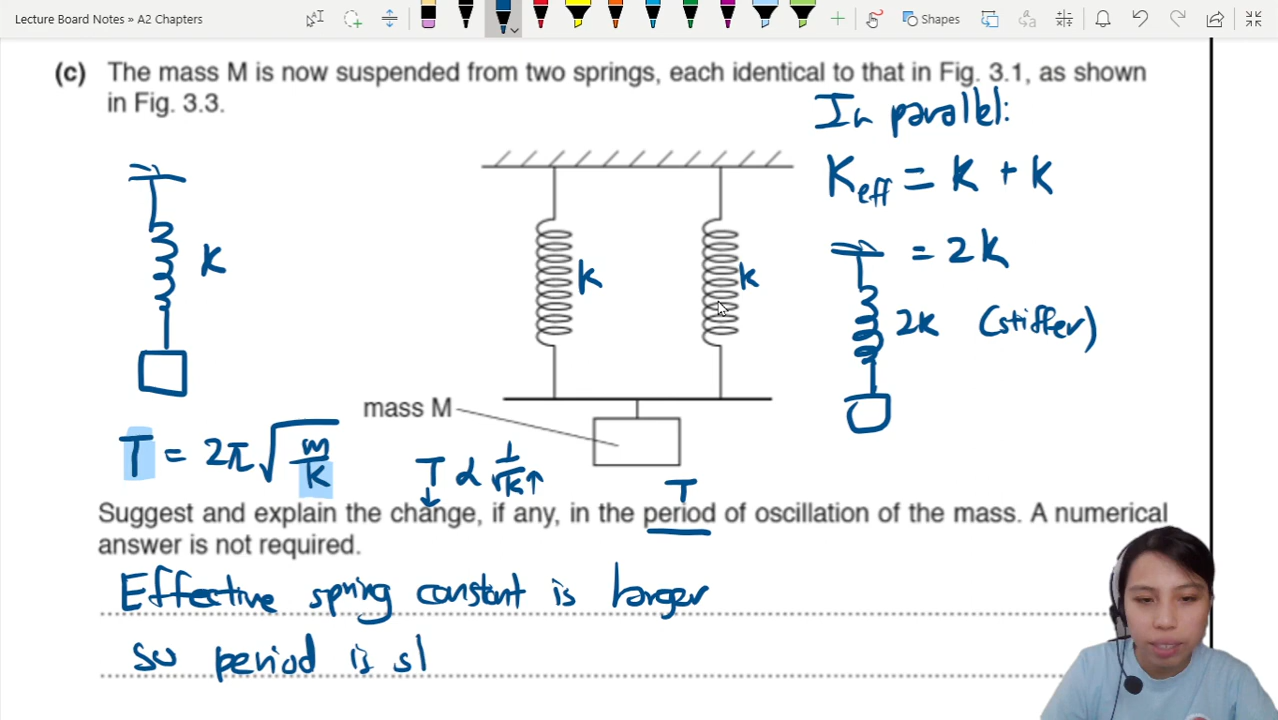 Lecture Board Notes » A2 Chapters
Shapes
(c) The mass M is now suspended from two springs, each identical to that in Fig. 3.1, as shown
in Fig. 3.3.
In parallel:
Keff = k + k
= 2k
k
k
k
2k (stiffer)
mass M
T = 2π√(m/k)
T↓ ∝ 1/√k↑
T
Suggest and explain the change, if any, in the period of oscillation of the mass. A numerical
answer is not required.
Effective spring constant is larger
so period is sl